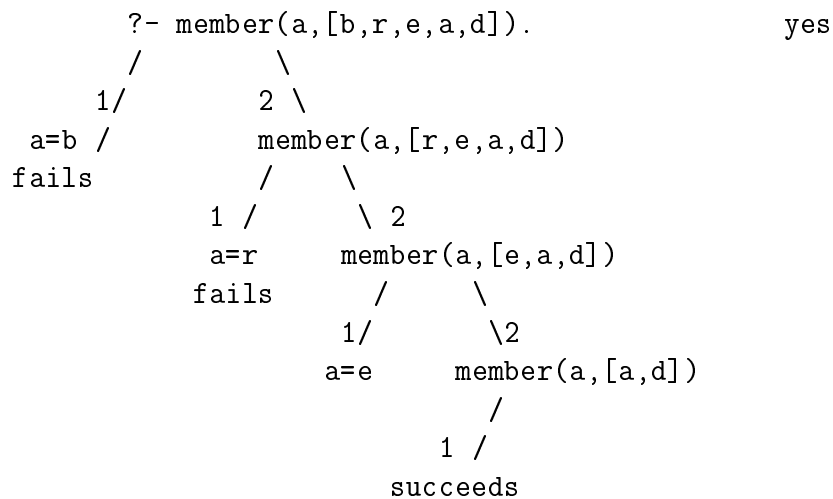 ?- member(a,[b,r,e,a,d]). yes
/ \
1/ 2 \
a=b / member(a,[r,e,a,d])
fails / \
1 / \ 2
a=r member(a,[e,a,d])
fails / \
1/ \2
a=e member(a,[a,d])
/
1 /
succeeds